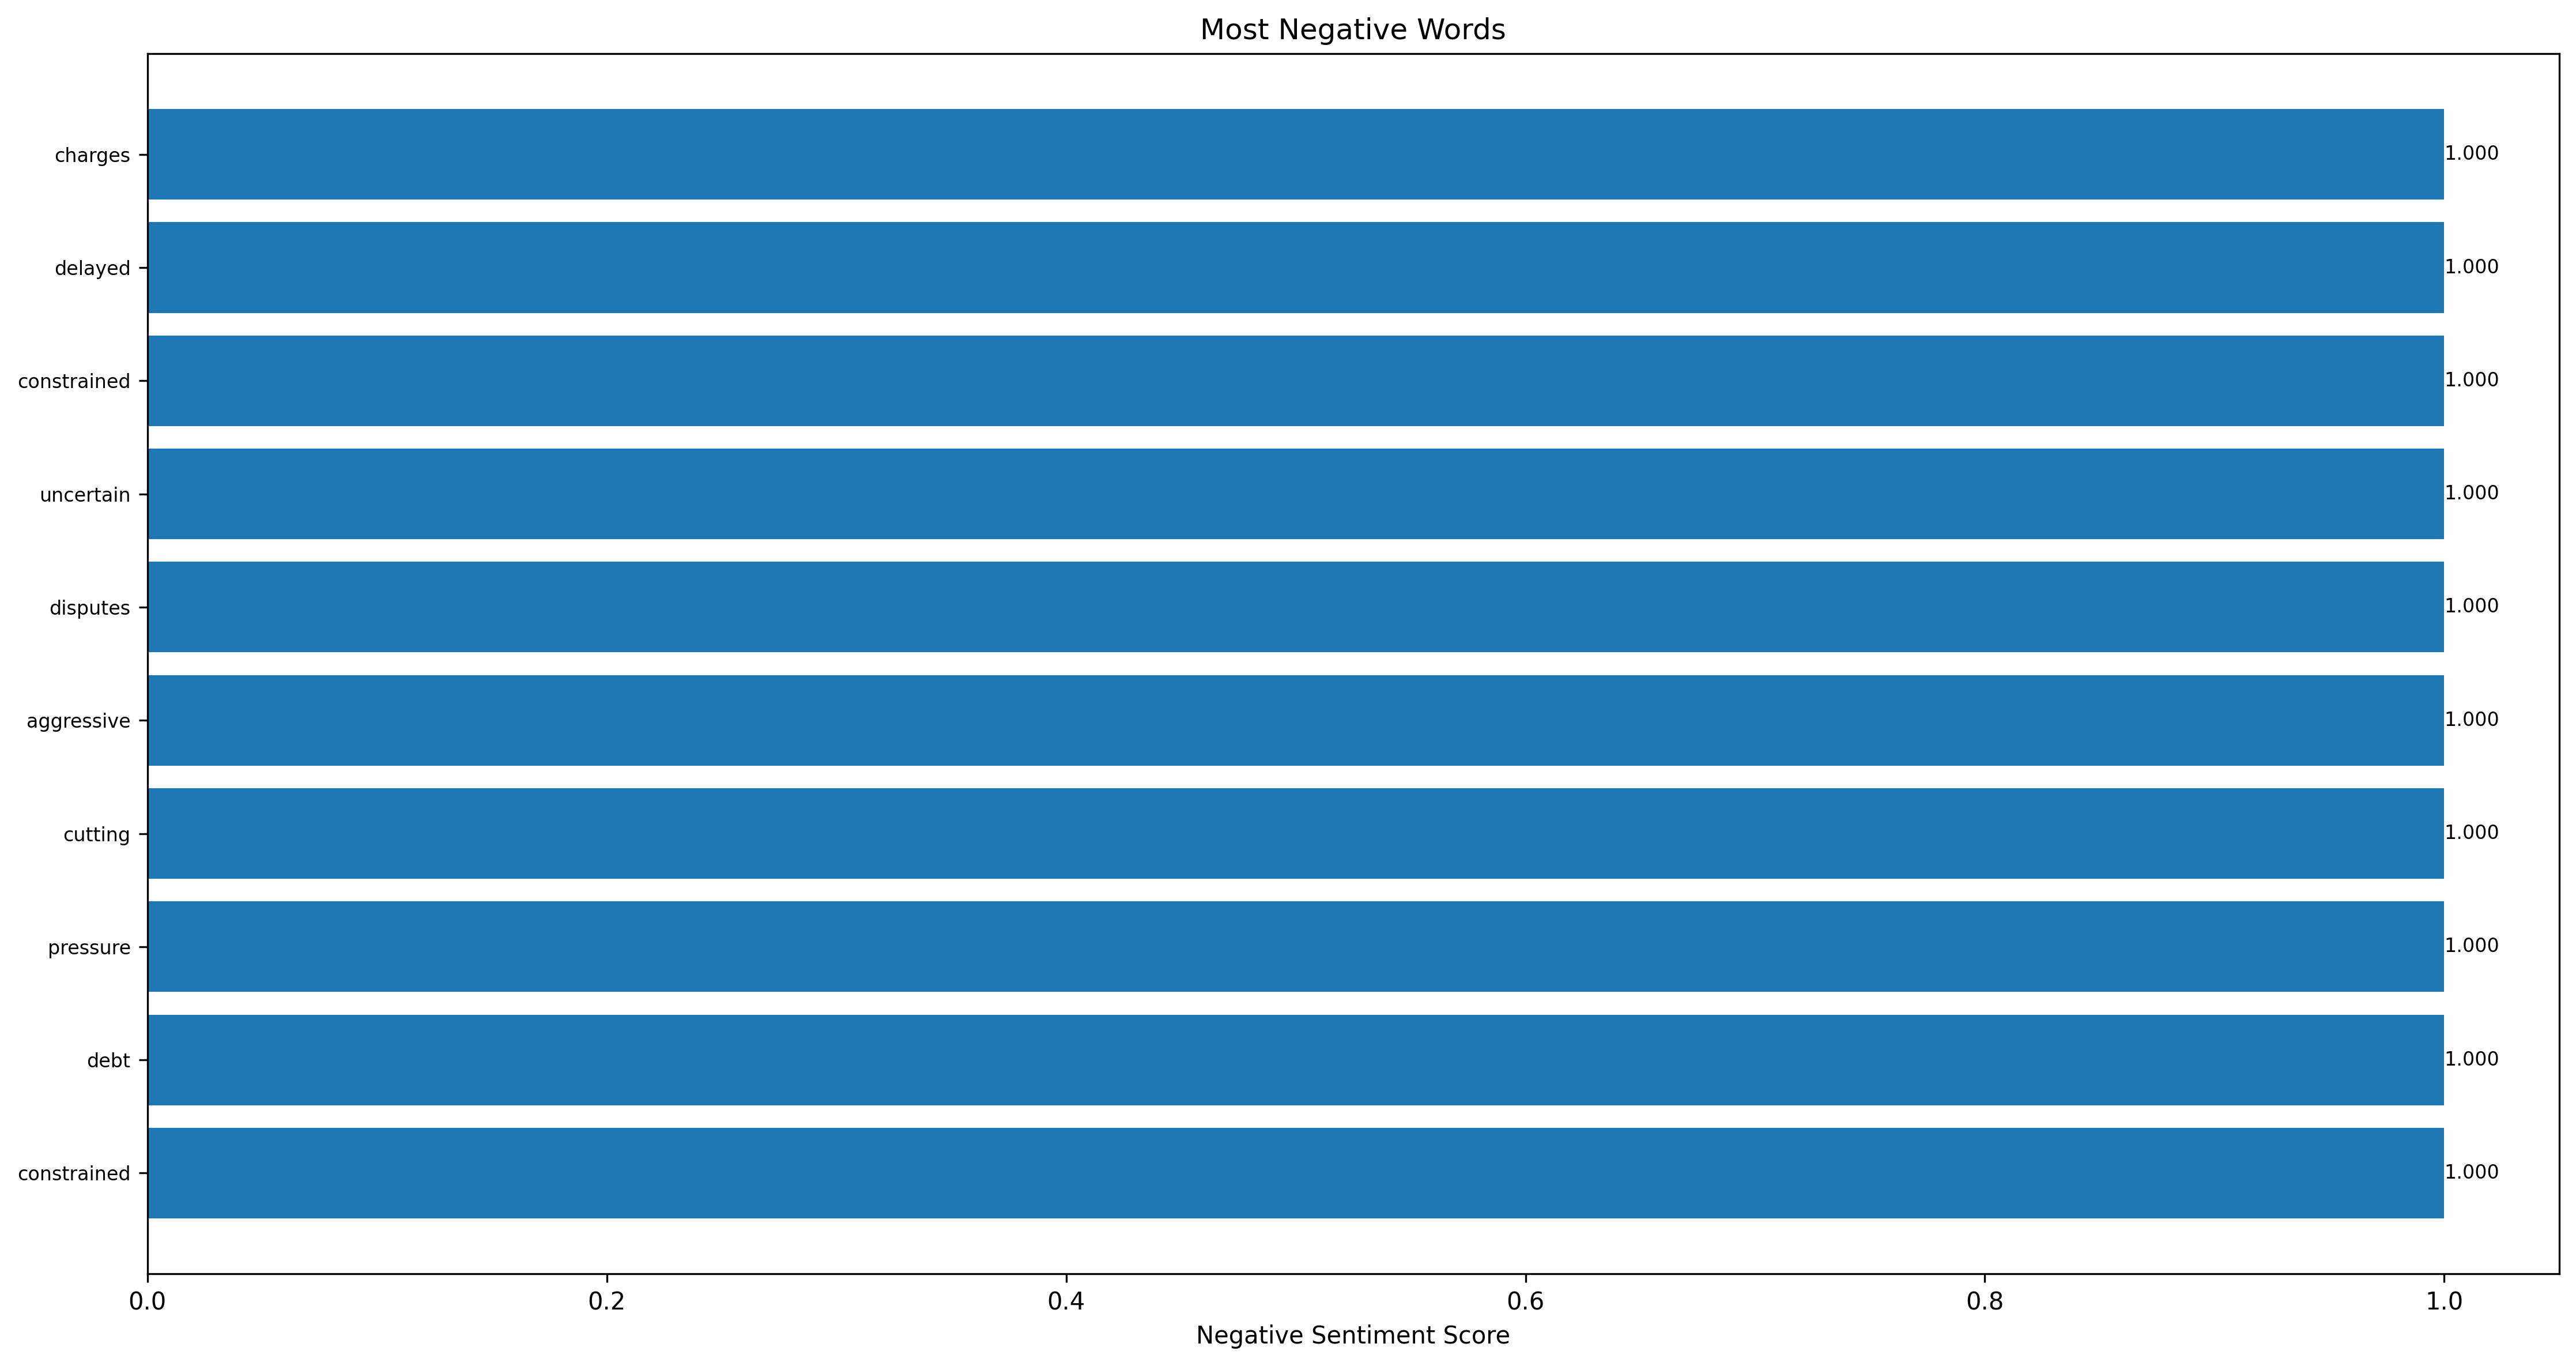 Most Negative Words
charges 1.000
delayed 1.000
constrained 1.000
uncertain 1.000
disputes 1.000
aggressive 1.000
cutting 1.000
pressure 1.000
debt 1.000
constrained 1.000
0.0 0.2 0.4 0.6 0.8 1.0
Negative Sentiment Score